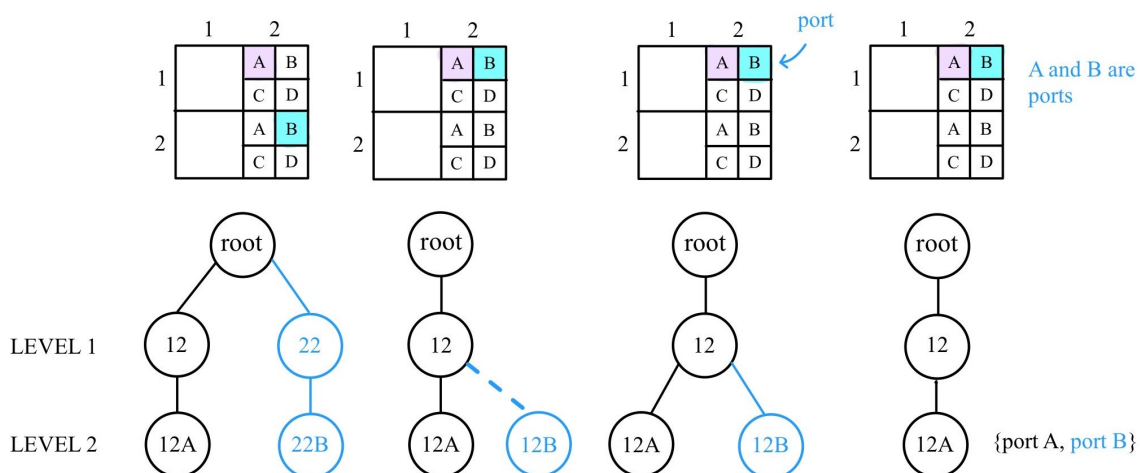 port
1 2 1 2 1 2 1 2
1 A B 1 A B 1 A B 1 A B A and B are
C D C D C D C D ports
2 A B 2 A B 2 A B 2 A B
C D C D C D C D
root root root root
LEVEL 1 12 22 12 12 12
LEVEL 2 12A 22B 12A 12B 12A 12B 12A {port A, port B}